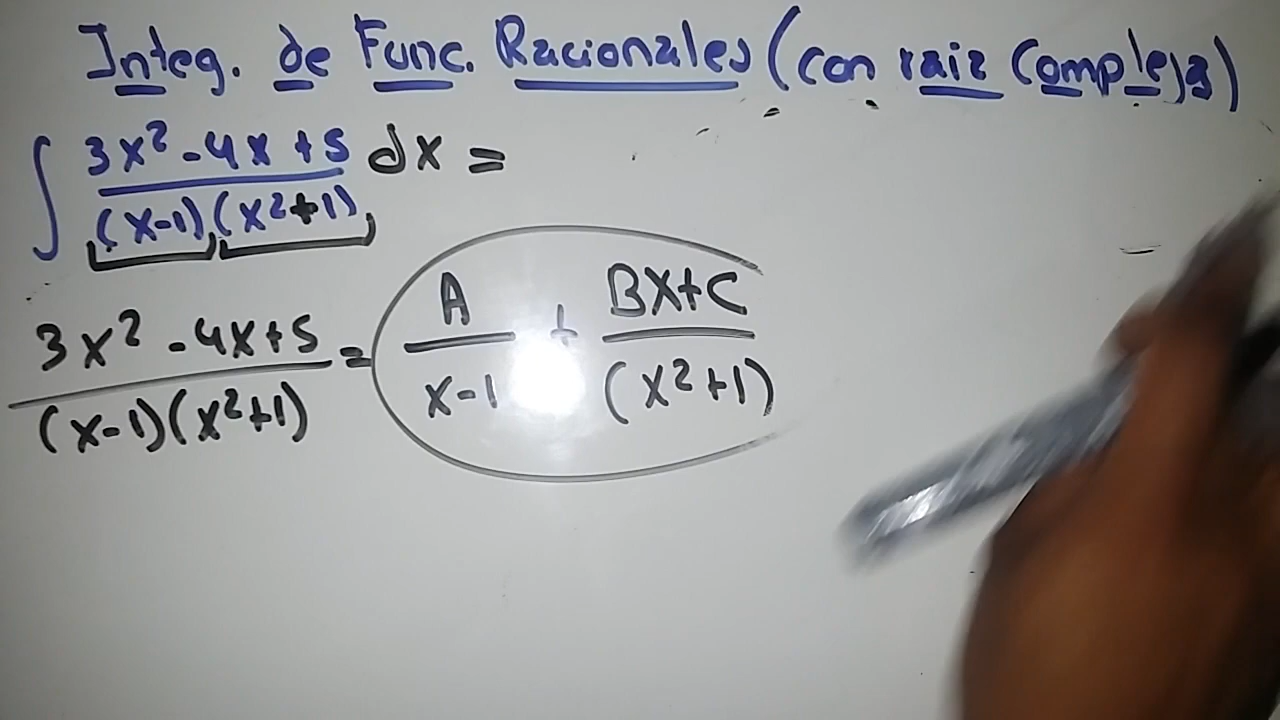 Integ. de Func. Racionales (con raiz Compleja)
∫ 3x² - 4x + 5 / (x-1)(x²+1) dx =
3x² - 4x + 5 / (x-1)(x²+1) = A / x-1 + Bx+C / (x²+1)